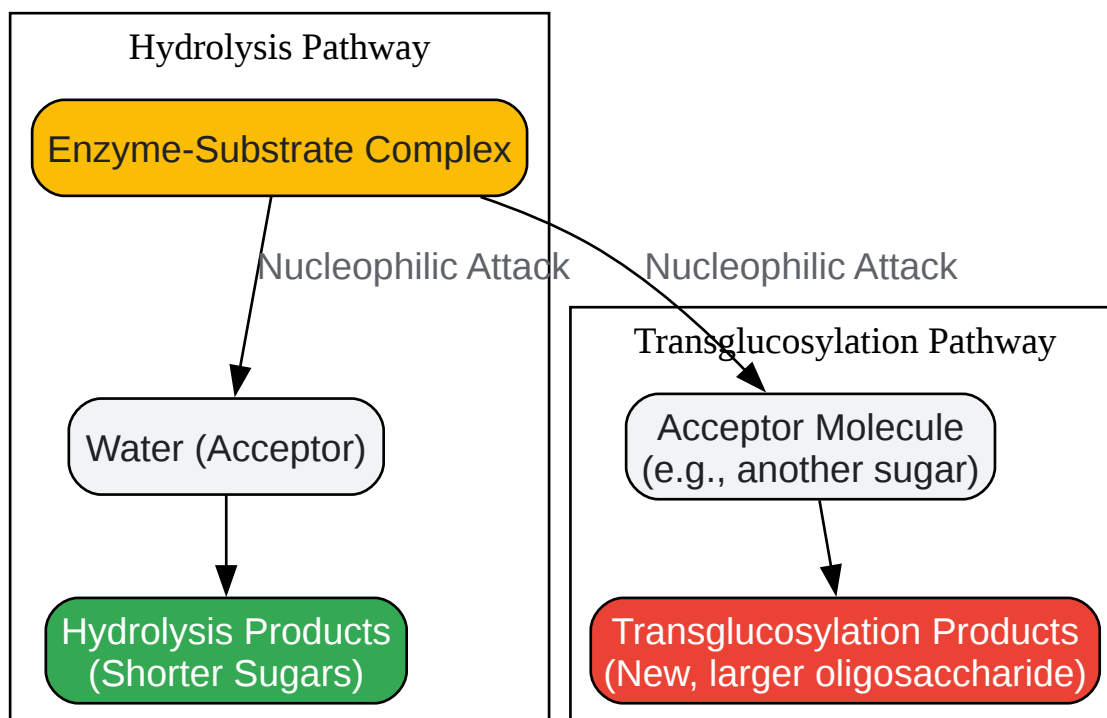 Hydrolysis Pathway
Enzyme-Substrate Complex
Nucleophilic Attack
Nucleophilic Attack
Transglucosylation Pathway
Water (Acceptor)
Acceptor Molecule
(e.g., another sugar)
Hydrolysis Products
(Shorter Sugars)
Transglucosylation Products
(New, larger oligosaccharide)